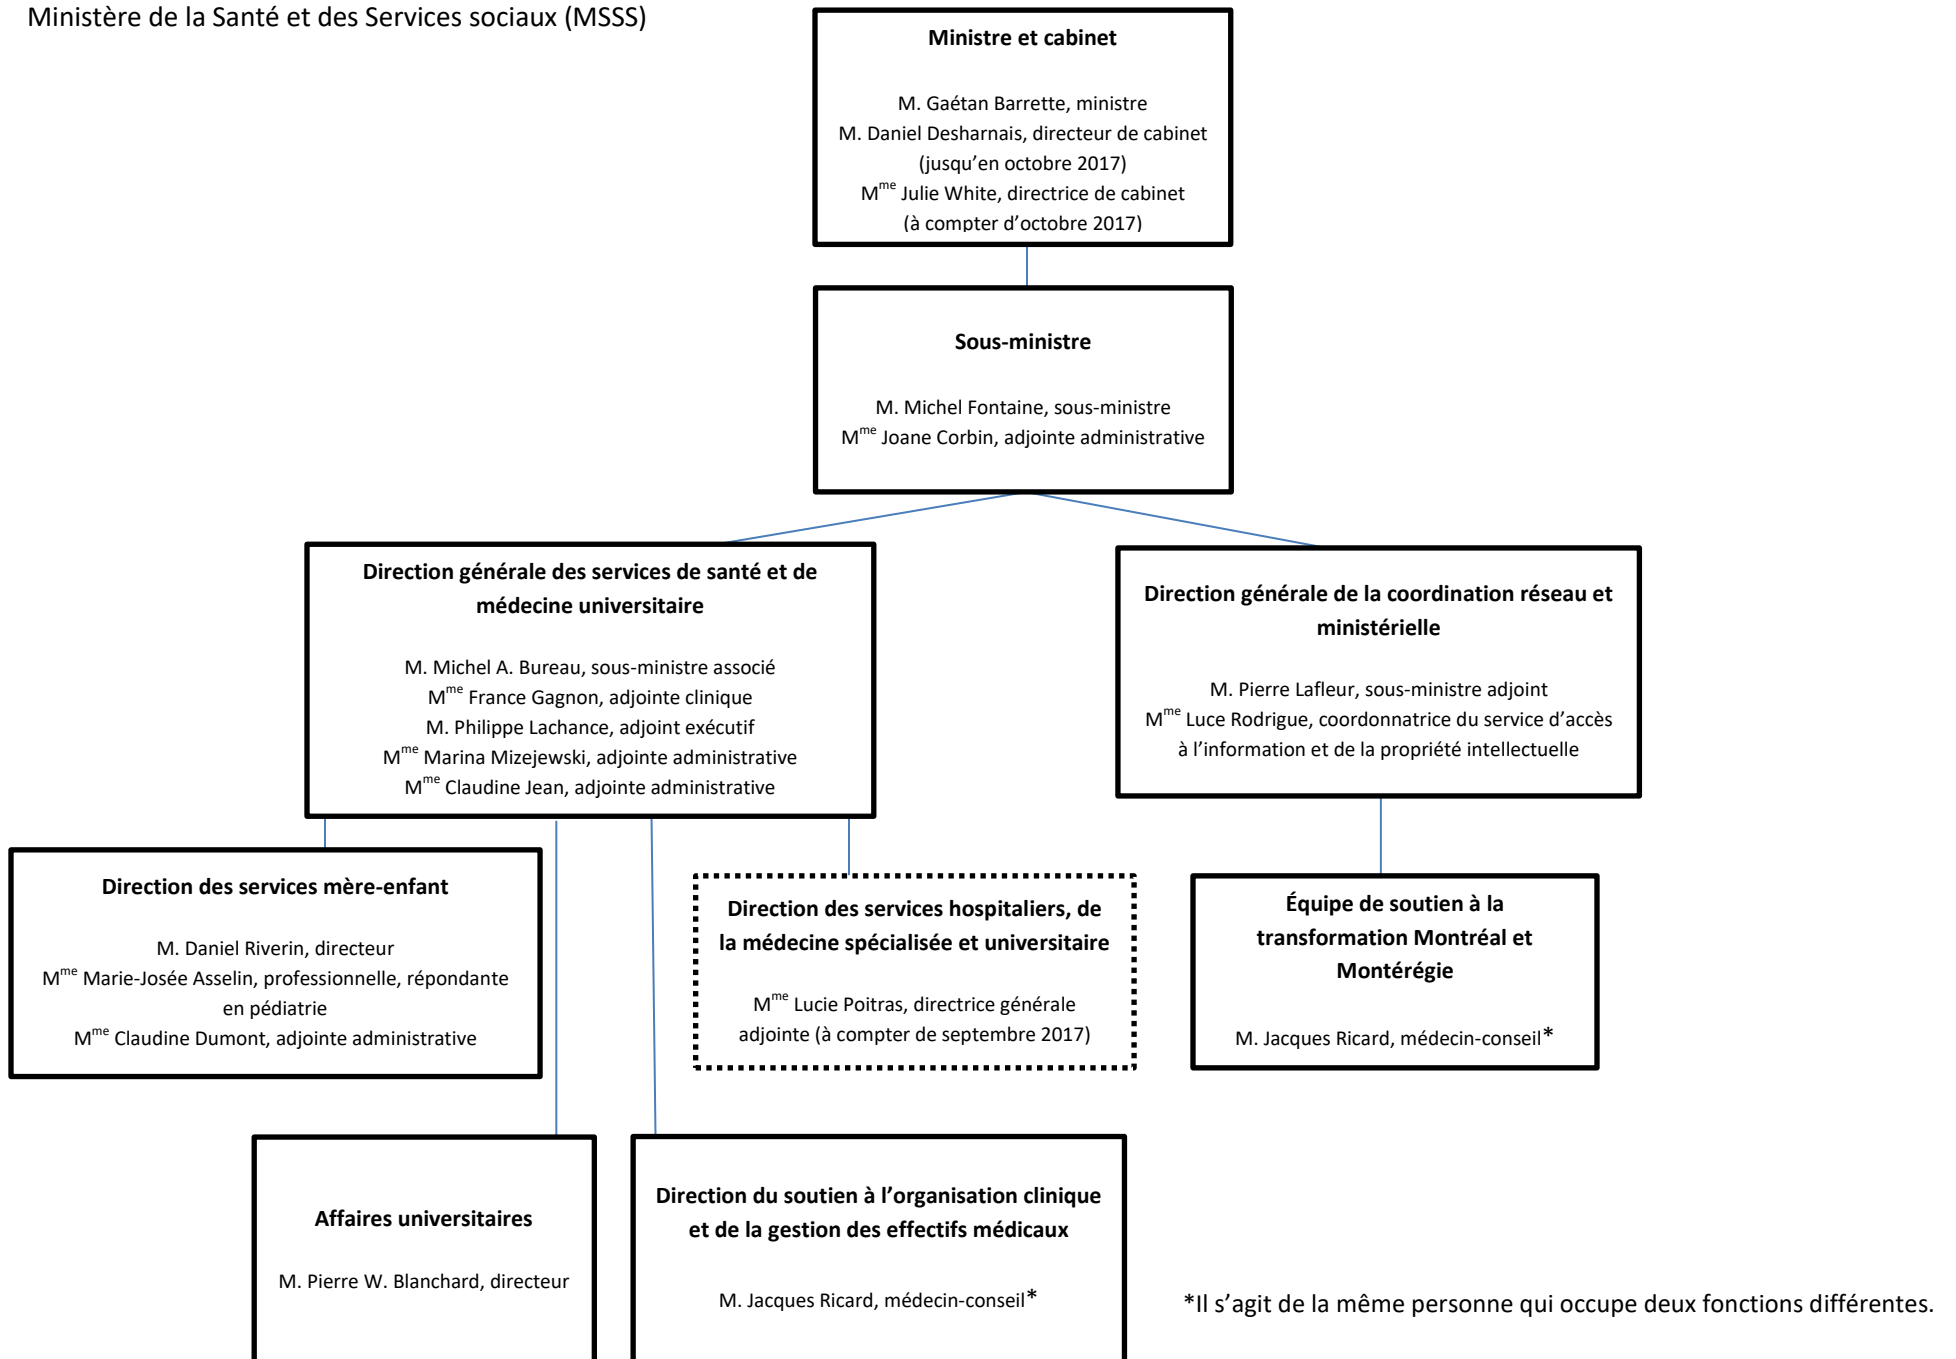 Ministère de la Santé et des Services sociaux (MSSS)
Ministre et cabinet
M. Gaétan Barrette, ministre
M. Daniel Desharnais, directeur de cabinet
(jusqu’en octobre 2017)
Mme Julie White, directrice de cabinet
(à compter d’octobre 2017)
Sous-ministre
M. Michel Fontaine, sous-ministre
Mme Joane Corbin, adjointe administrative
Direction générale des services de santé et de
médecine universitaire
M. Michel A. Bureau, sous-ministre associé
Mme France Gagnon, adjointe clinique
M. Philippe Lachance, adjoint exécutif
Mme Marina Mizejewski, adjointe administrative
Mme Claudine Jean, adjointe administrative
Direction générale de la coordination réseau et
ministérielle
M. Pierre Lafleur, sous-ministre adjoint
Mme Luce Rodrigue, coordonnatrice du service d’accès
à l’information et de la propriété intellectuelle
Direction des services mère-enfant
M. Daniel Riverin, directeur
Mme Marie-Josée Asselin, professionnelle, répondante
en pédiatrie
Mme Claudine Dumont, adjointe administrative
Direction des services hospitaliers, de
la médecine spécialisée et universitaire
Mme Lucie Poitras, directrice générale
adjointe (à compter de septembre 2017)
Équipe de soutien à la
transformation Montréal et
Montérégie
M. Jacques Ricard, médecin-conseil*
Affaires universitaires
M. Pierre W. Blanchard, directeur
Direction du soutien à l’organisation clinique
et de la gestion des effectifs médicaux
M. Jacques Ricard, médecin-conseil*
*Il s’agit de la même personne qui occupe deux fonctions différentes.